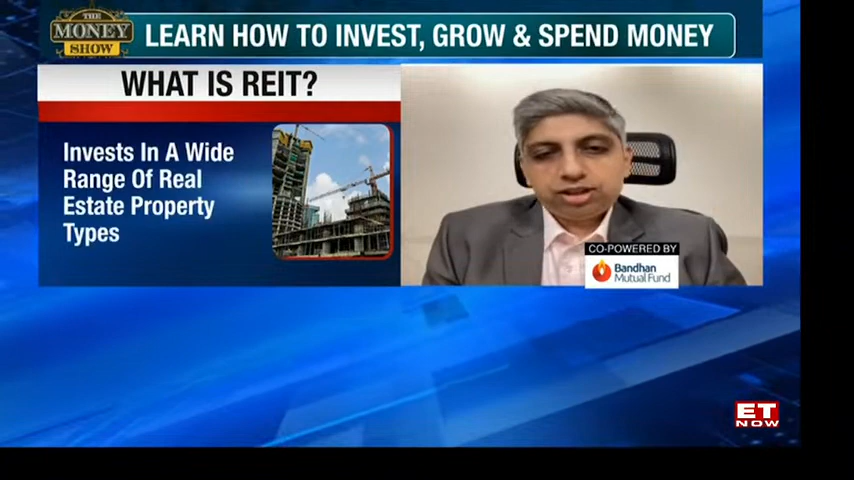 THE
MONEY
SHOW
LEARN HOW TO INVEST, GROW & SPEND MONEY
WHAT IS REIT?
Invests In A Wide
Range Of Real
Estate Property
Types
CO-POWERED BY
Bandhan
Mutual Fund
ET
NOW